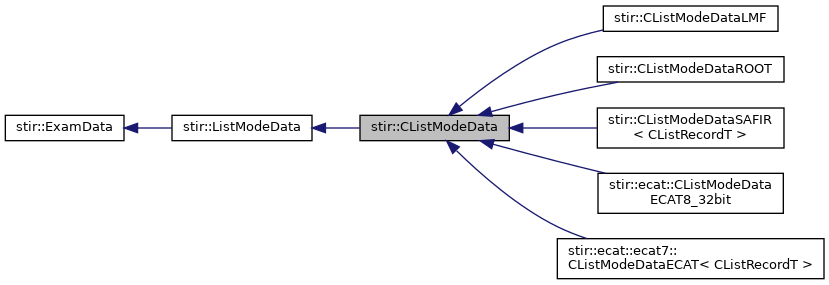 stir::CListModeDataLMF
stir::CListModeDataROOT
stir::ExamData
stir::ListModeData
stir::CListModeData
stir::CListModeDataSAFIR
< CListRecordT >
stir::ecat::CListModeData
ECAT8_32bit
stir::ecat::ecat7::
CListModeDataECAT< CListRecordT >